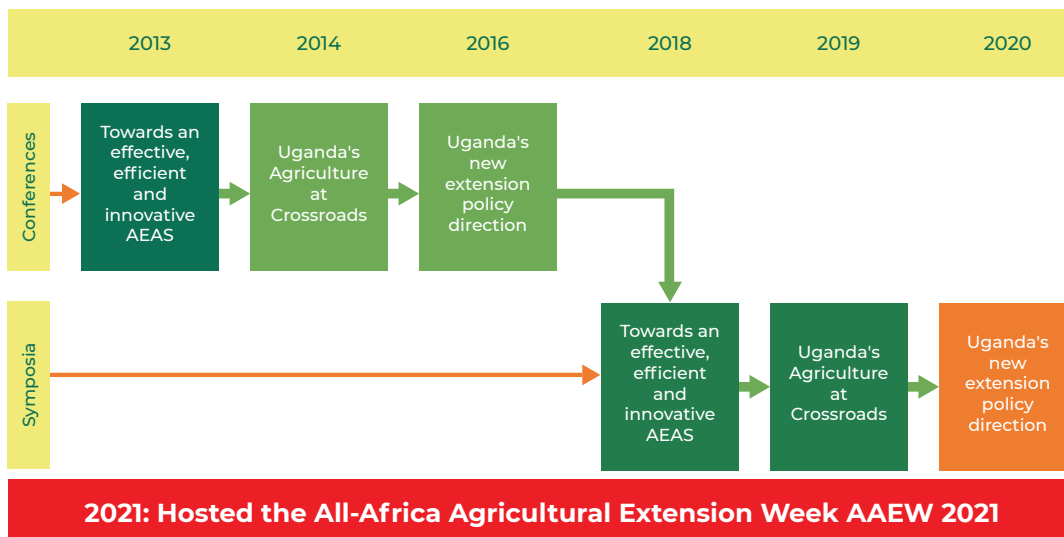 2013
2014
2016
2018
2019
2020
Conferences
Towards an
effective,
efficient
and
innovative
AEAS
Uganda's
Agriculture
at
Crossroads
Uganda's
new
extension
policy
direction
Symposia
Towards an
effective,
efficient
and
innovative
AEAS
Uganda's
Agriculture
at
Crossroads
Uganda's
new
extension
policy
direction
2021: Hosted the All-Africa Agricultural Extension Week AAEW 2021